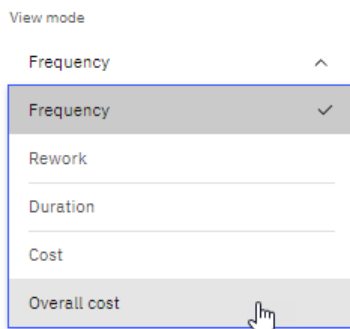 View mode
Frequency
Frequency
Rework
Duration
Cost
Overall cost